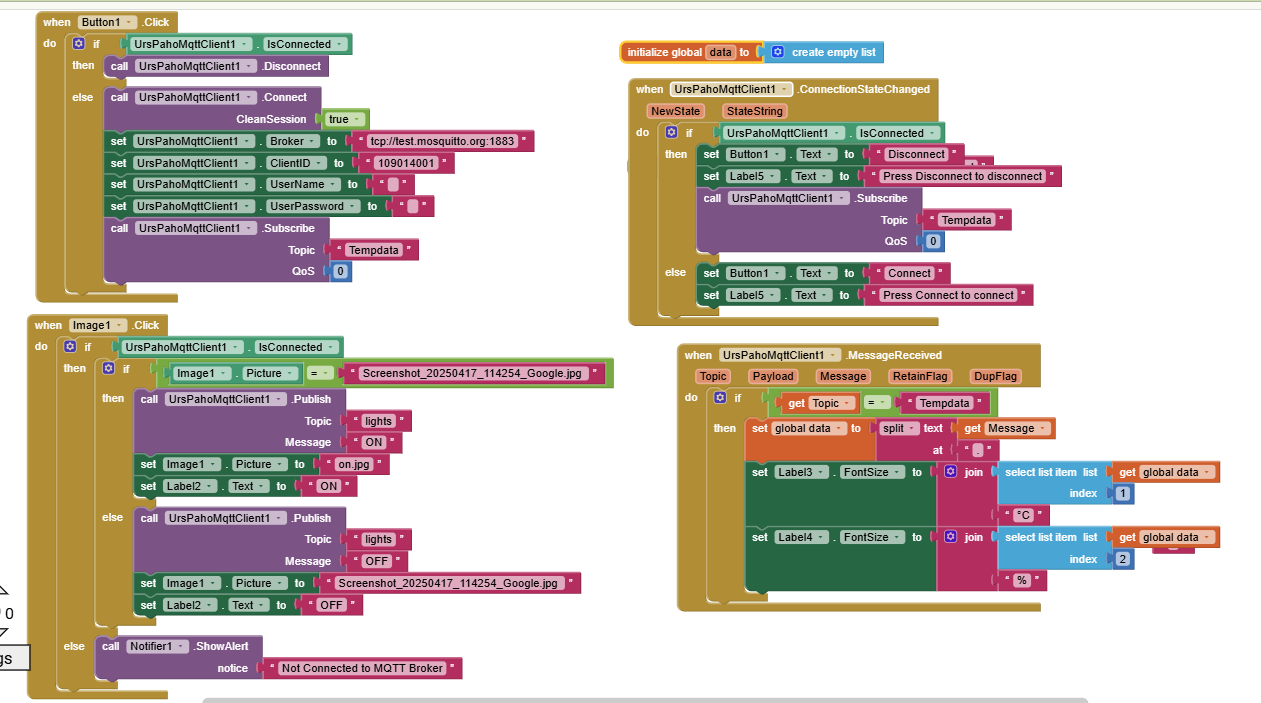 when Button1 .Click
do if UrsPahoMqttClient1 . IsConnected
then call UrsPahoMqttClient1 .Disconnect
else call UrsPahoMqttClient1 .Connect
CleanSession true
set UrsPahoMqttClient1 . Broker to " tcp://test.mosquitto.org:1883 "
set UrsPahoMqttClient1 . ClientID to " 109014001 "
set UrsPahoMqttClient1 . UserName to " "
set UrsPahoMqttClient1 . UserPassword to " "
call UrsPahoMqttClient1 .Subscribe
Topic " Tempdata "
QoS 0
when Image1 .Click
do if UrsPahoMqttClient1 . IsConnected
then if Image1 . Picture = " Screenshot_20250417_114254_Google.jpg "
then call UrsPahoMqttClient1 .Publish
Topic " lights "
Message " ON "
set Image1 . Picture to " on.jpg "
set Label2 . Text to " ON "
else call UrsPahoMqttClient1 .Publish
Topic " lights "
Message " OFF "
set Image1 . Picture to " Screenshot_20250417_114254_Google.jpg "
set Label2 . Text to " OFF "
else call Notifier1 .ShowAlert
notice " Not Connected to MQTT Broker "
0
gs
initialize global data to create empty list
when UrsPahoMqttClient1 .ConnectionStateChanged
NewState StateString
do if UrsPahoMqttClient1 . IsConnected
then set Button1 . Text to " Disconnect "
set Label5 . Text to " Press Disconnect to disconnect "
call UrsPahoMqttClient1 .Subscribe
Topic " Tempdata "
QoS 0
else set Button1 . Text to " Connect "
set Label5 . Text to " Press Connect to connect "
when UrsPahoMqttClient1 .MessageReceived
Topic Payload Message RetainFlag DupFlag
do if get Topic = " Tempdata "
then set global data to split text get Message
at " . "
set Label3 . FontSize to join select list item list get global data
index 1
" °C "
set Label4 . FontSize to join select list item list get global data
index 2
" % "